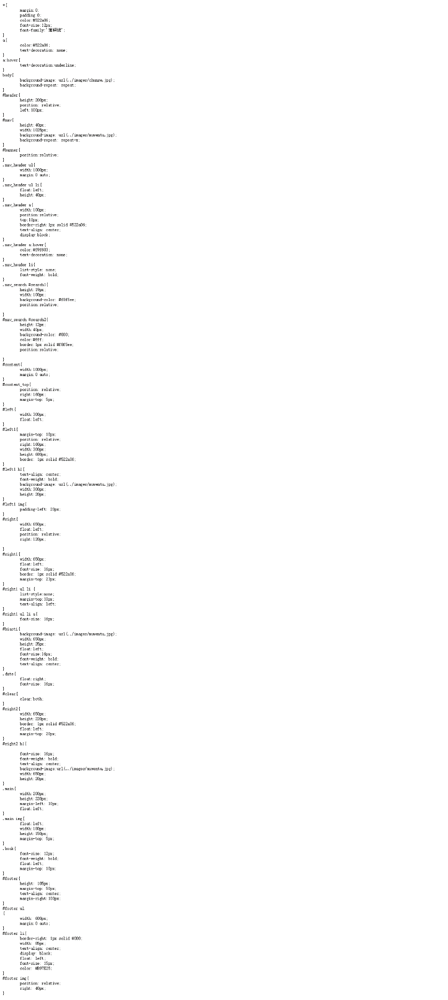 *{
margin:0;
padding:0;
color:#522a06;
font-size:12px;
font-family:'瀹嬩綋';
}
a{
color:#522a06;
text-decoration: none;
}
a:hover{
text-decoration:underline;
}
body{
background-image: url(../images/chunse.jpg);
background-repeat: repeat;
}
#header{
height:200px;
position: relative;
left:100px;
}
#nav{
height:40px;
width:1025px;
background-image: url(../images/muwentu.jpg);
background-repeat: repeat-x;
}
#banner{
position:relative;
}
.nav_header ul{
width:1000px;
margin:0 auto;
}
.nav_header ul li{
float:left;
height:40px;
}
.nav_header a{
width:100px;
position:relative;
top:10px;
border-right:1px solid #522a06;
text-align: center;
display:block;
}
.nav_header a:hover{
color:#f9f603;
text-decoration: none;
}
.nav_header li{
list-style: none;
font-weight: bold;
}
.nav_search #search1{
height:19px;
width:100px;
background-color: #f8f5ee;
position:relative;
}
#nav_search #search2{
height:12px;
width:40px;
background-color: #000;
color:#fff;
border:1px solid #f8f5ee;
position:relative;
}
#content{
width:1000px;
margin:0 auto;
}
#content_top{
position: relative;
right:160px;
margin-top: 5px;
}
#left{
width:300px;
float:left;
}
#left1{
margin-top: 10px;
position: relative;
right:160px;
width:300px;
height:680px;
border: 1px solid #522a06;
}
#left1 h1{
text-align: center;
font-weight: bold;
background-image: url(../images/muwentu.jpg);
width:300px;
height:20px;
}
#left1 img{
padding-left: 20px;
}
#right{
width:650px;
float:left;
position: relative;
right:120px;
}
#right1{
width:650px;
float:left;
font-size: 16px;
border: 1px solid #522a06;
margin-top: 23px;
}
#right1 ul li {
list-style:none;
margin-top:10px;
text-align: left;
}
#right1 ul li a{
font-size: 16px;
}
#biaoti{
background-image: url(../images/muwentu.jpg);
width:650px;
height:25px;
float:left;
font-size:16px;
font-weight: bold;
text-align: center;
}
.date{
float:right;
font-size: 16px;
}
#clear{
clear:both;
}
#right2{
width:650px;
height:220px;
border: 1px solid #522a06;
float:left;
margin-top: 20px;
}
#right2 h1{
font-size: 16px;
font-weight: bold;
text-align: center;
background-image:url(../images/muwentu.jpg);
width:650px;
height:20px;
}
.main{
width:200px;
height:220px;
margin-left: 10px;
float:left;
}
.main img{
float:left;
width:180px;
height:150px;
margin-top: 5px;
}
.book{
font-size: 12px;
font-weight: bold;
float:left;
margin-top: 10px;
}
#footer{
height: 105px;
margin-top: 50px;
text-align: center;
margin-right:100px;
}
#footer ul
{
width: 600px;
margin:0 auto;
}
#footer li{
border-right: 1px solid #000;
width: 85px;
text-align: center;
display: block;
float: left;
font-size: 15px;
color: #B97E25;
}
#footer img{
position: relative;
right: 40px;
}